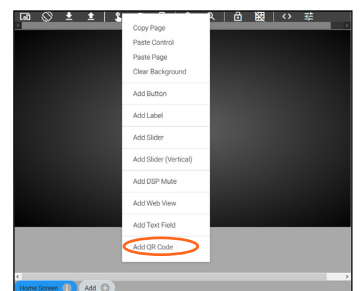 Copy Page
Paste Control
Paste Page
Clear Background
Add Button
Add Label
Add Slider
Add Slider (Vertical)
Add DSP Mute
Add Web View
Add Text Field
Add QR Code
Home Screen
Add